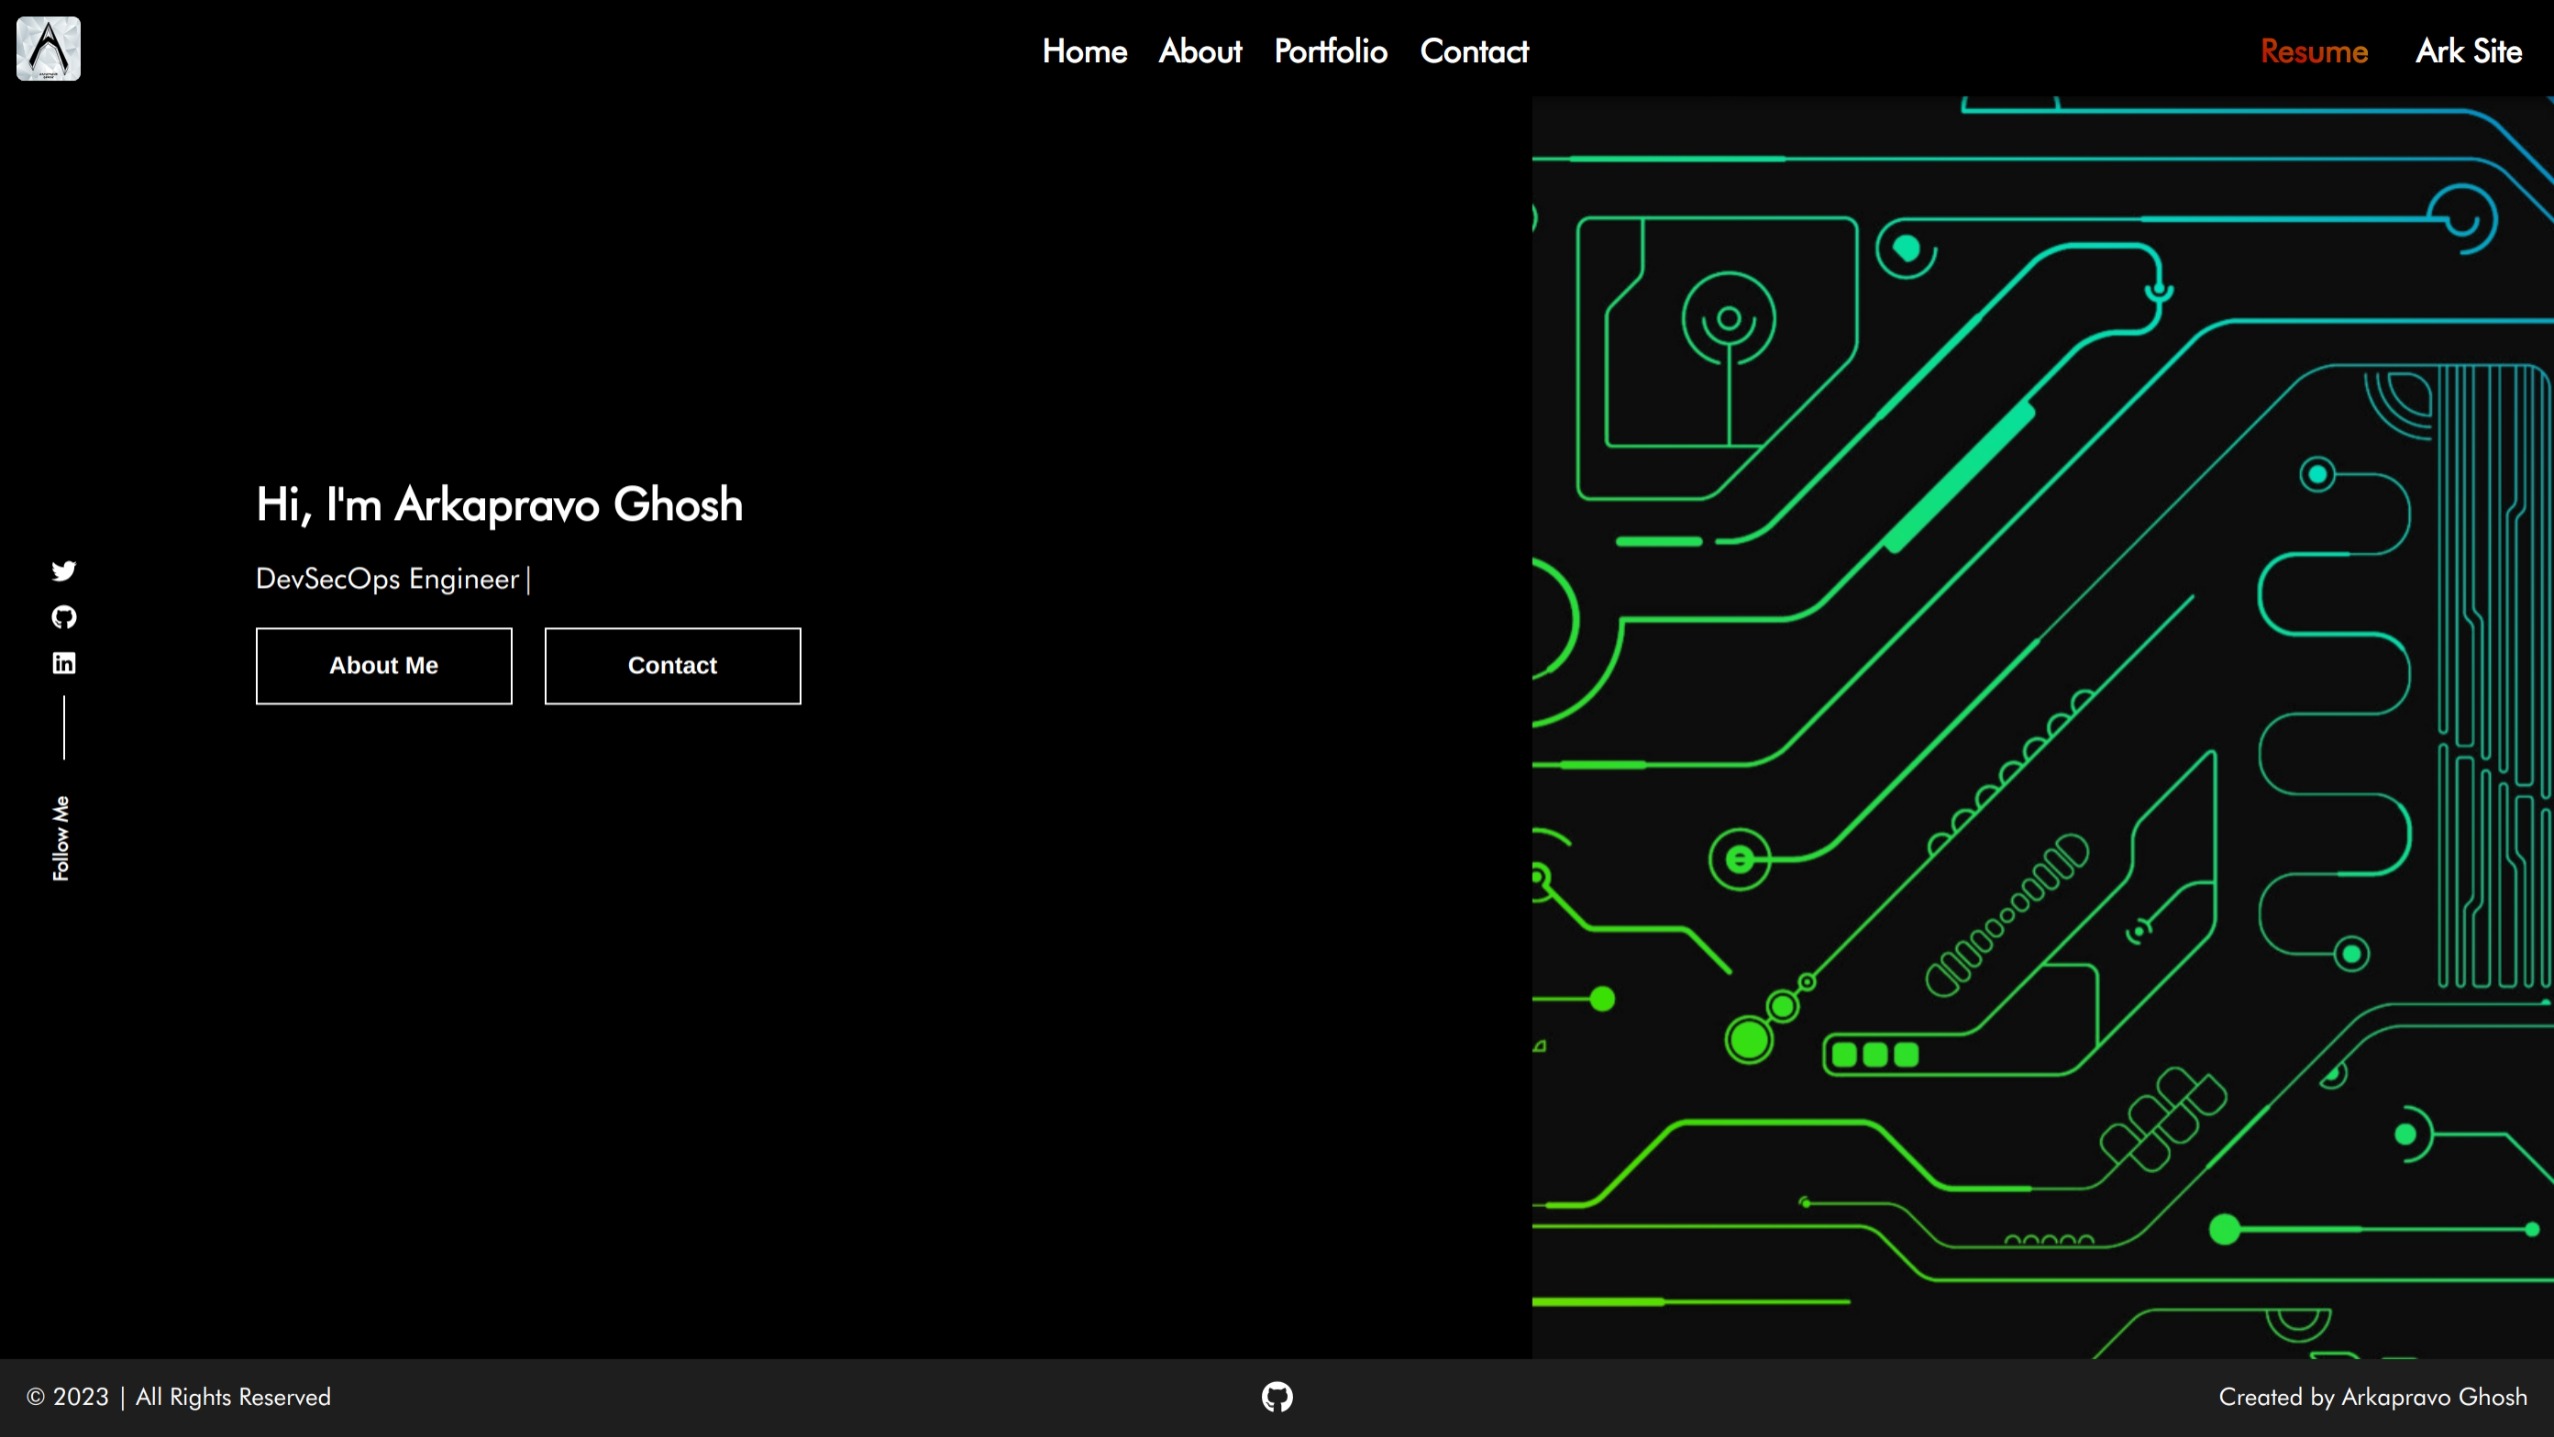 Home About Portfolio Contact
Resume Ark Site
Hi, I'm Arkapravo Ghosh
DevSecOps Engineer|
About Me
Contact
Follow Me
© 2023 | All Rights Reserved
Created by Arkapravo Ghosh